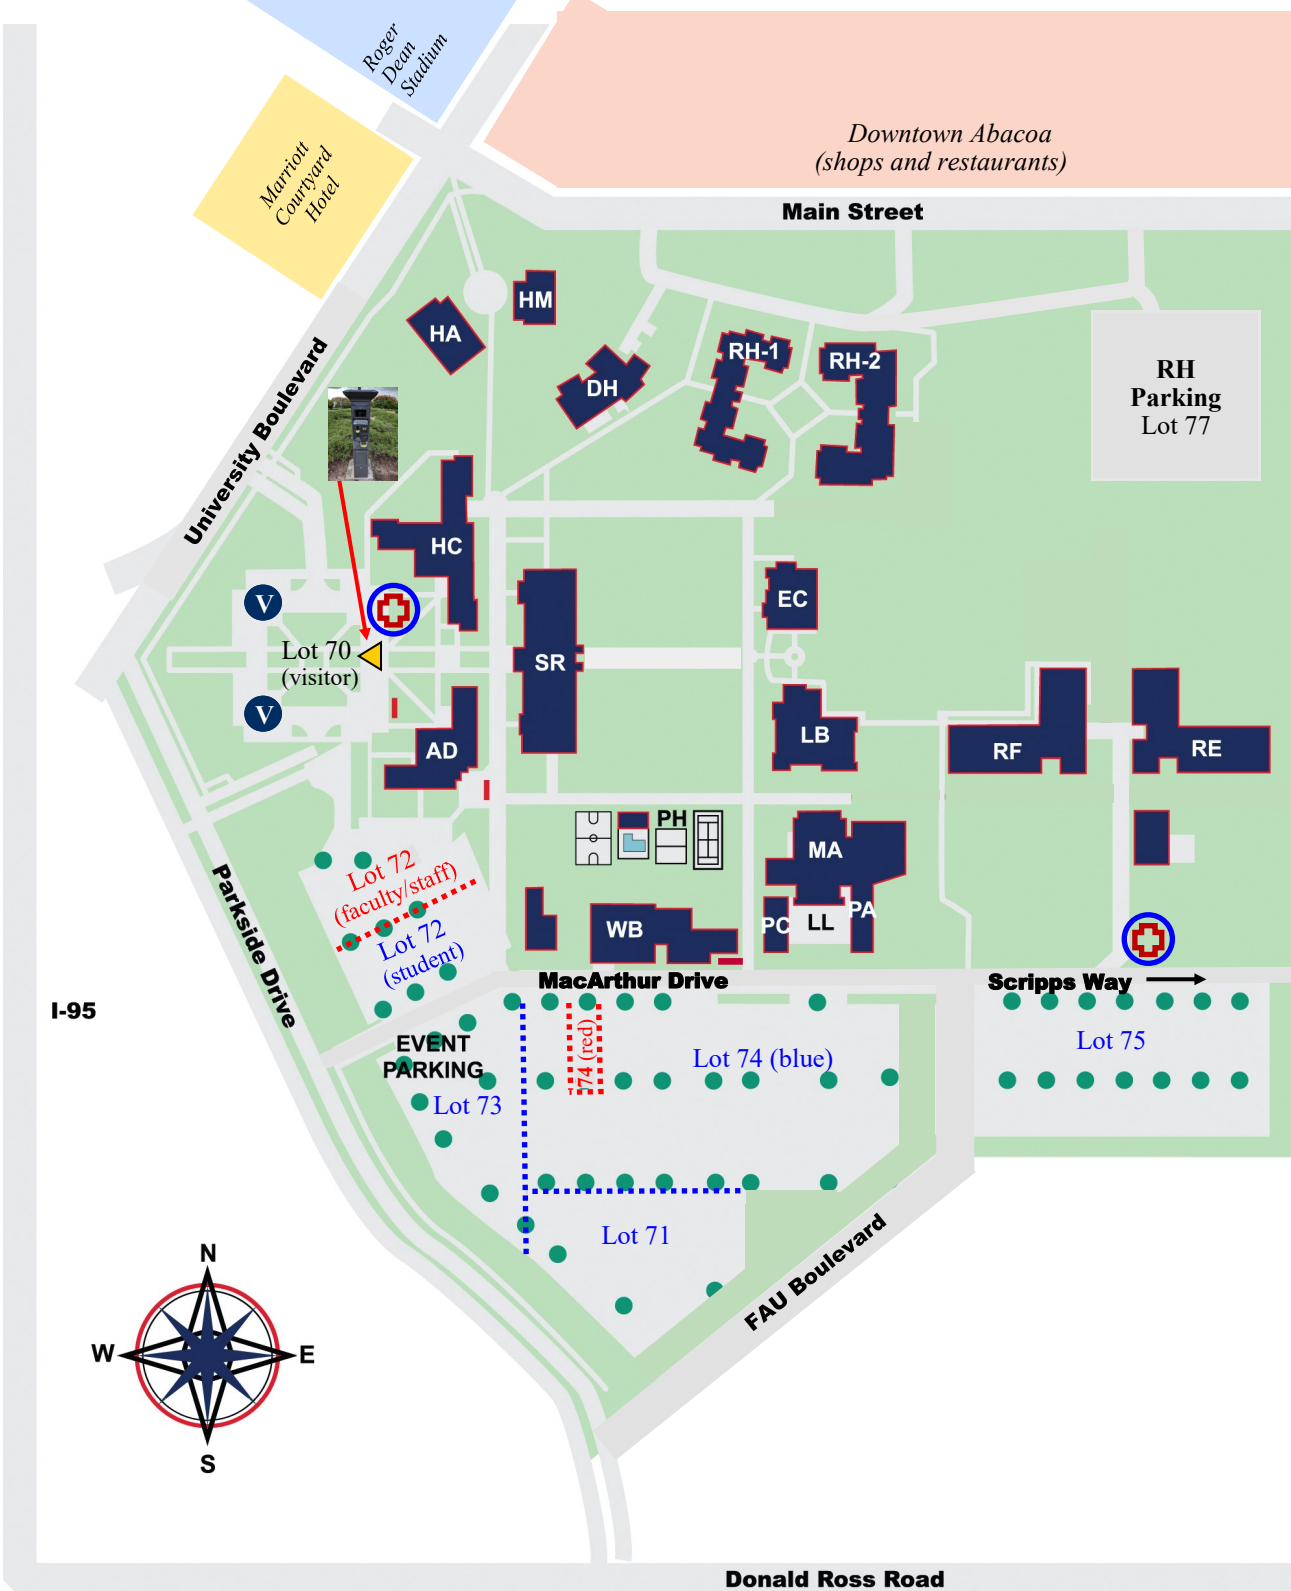 Roger
Dean
Stadium
Marriott
Courtyard
Hotel
Downtown Abacoa
(shops and restaurants)
Main Street
HM
HA
DH
RH-1
RH-2
RH
Parking
Lot 77
University Boulevard
HC
V
Lot 70
(visitor)
V
AD
SR
EC
LB
RF
RE
PH
MA
PC
LL
PA
WB
Lot 72
(faculty/staff)
Lot 72
(student)
Parkside Drive
MacArthur Drive
Scripps Way
I-95
EVENT
PARKING
Lot 73
74 (red)
Lot 74 (blue)
Lot 75
Lot 71
FAU Boulevard
N
W
E
S
Donald Ross Road